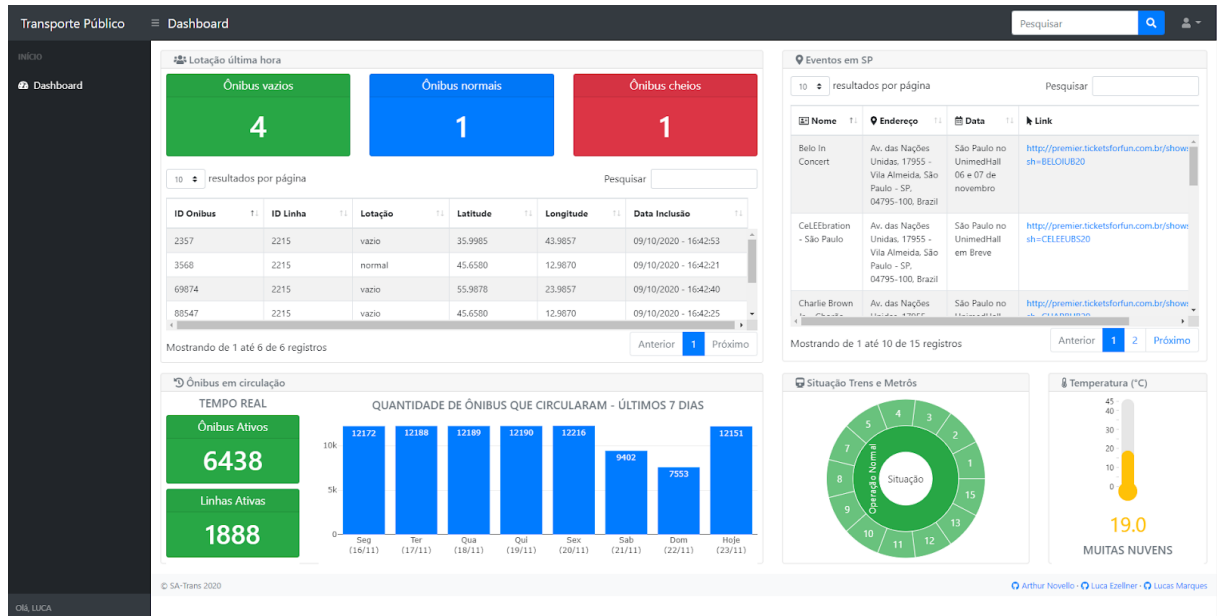 Transporte Público
Dashboard
Pesquisar
INÍCIO
Dashboard
Lotação última hora
Ônibus vazios
4
Ônibus normais
1
Ônibus cheios
1
10 resultados por página
Pesquisar
ID Onibus ID Linha Lotação Latitude Longitude Data Inclusão
2357 2215 vazio 35.9985 43.9857 09/10/2020 - 16:42:53
3568 2215 normal 45.6580 12.9870 09/10/2020 - 16:42:21
69874 2215 vazio 55.9878 23.9857 09/10/2020 - 16:42:40
88547 2215 vazio 45.6580 12.9870 09/10/2020 - 16:42:25
Mostrando de 1 até 6 de 6 registros
Anterior 1 Próximo
Eventos em SP
10 resultados por página
Pesquisar
Nome Endereço Data Link
Belo In
Concert
Av. das Nações
Unidas, 17955 -
Vila Almeida, São
Paulo - SP,
04795-100, Brazil
São Paulo no
UnimedHall
06 e 07 de
novembro
http://premier.ticketsforfun.com.br/shows
sh=BELOIUB20
CeLEEbration
- São Paulo
Av. das Nações
Unidas, 17955 -
Vila Almeida, São
Paulo - SP,
04795-100, Brazil
São Paulo no
UnimedHall
em Breve
http://premier.ticketsforfun.com.br/shows
sh=CELEEUBS20
Charlie Brown
Av. das Nações
São Paulo no
http://premier.ticketsforfun.com.br/shows
Mostrando de 1 até 10 de 15 registros
Anterior 1 2 Próximo
Ônibus em circulação
TEMPO REAL
Ônibus Ativos
6438
Linhas Ativas
1888
QUANTIDADE DE ÔNIBUS QUE CIRCULARAM - ÚLTIMOS 7 DIAS
10k
5k
0
12172 12188 12189 12190 12216 9402 7553 12151
Seg Ter Qua Qui Sex Sab Dom Hoje
(16/11) (17/11) (18/11) (19/11) (20/11) (21/11) (22/11) (23/11)
Situação Trens e Metrôs
Situação
Operação Normal
1
2
3
4
5
7
8
9
10
11
12
13
15
Temperatura (°C)
45
40
30
20
10
0
19.0
MUITAS NUVENS
© SA-Trans 2020
Arthur Novello - Luca Ezellner - Lucas Marques
Olá, LUCA